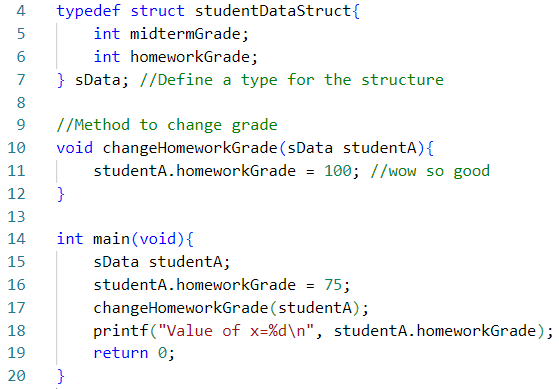 4 typedef struct studentDataStruct{
5     int midtermGrade;
6     int homeworkGrade;
7 } sData; //Define a type for the structure
8
9 //Method to change grade
10 void changeHomeworkGrade(sData studentA){
11     studentA.homeworkGrade = 100; //wow so good
12 }
13
14 int main(void){
15     sData studentA;
16     studentA.homeworkGrade = 75;
17     changeHomeworkGrade(studentA);
18     printf("Value of x=%d\n", studentA.homeworkGrade);
19     return 0;
20 }